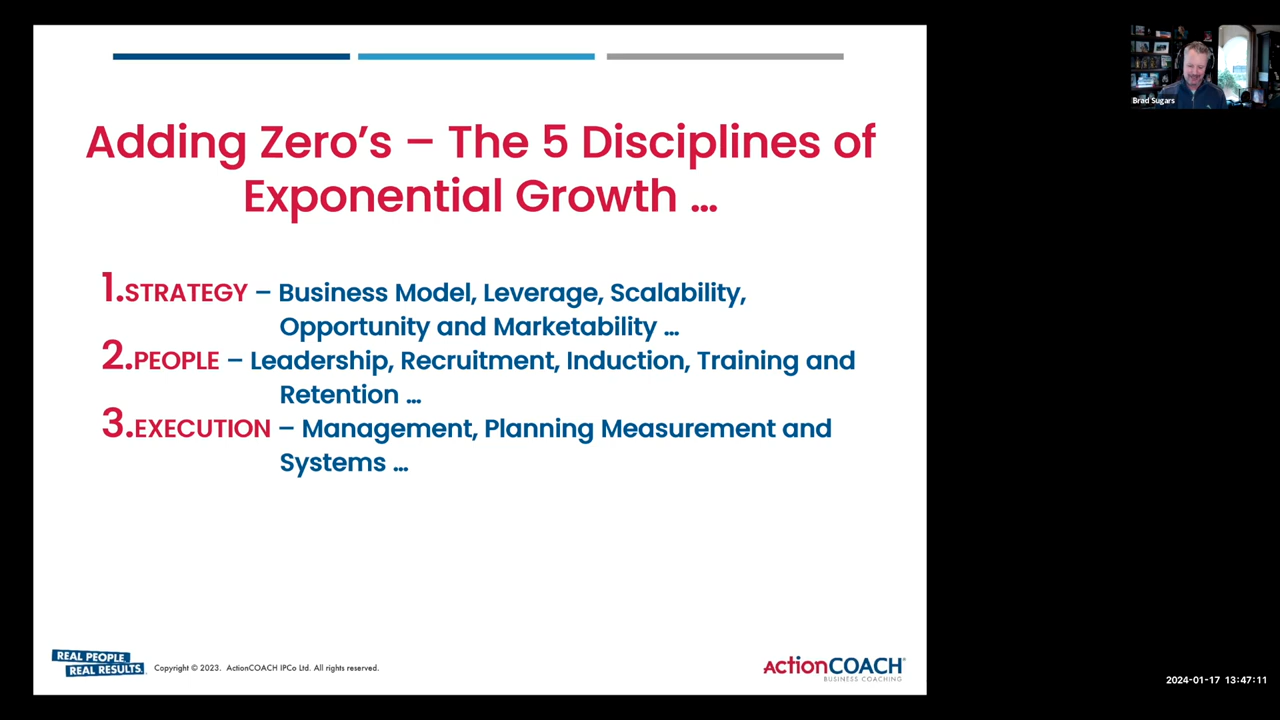 Adding Zero's – The 5 Disciplines of
Exponential Growth ...
1.STRATEGY – Business Model, Leverage, Scalability,
Opportunity and Marketability ...
2.PEOPLE – Leadership, Recruitment, Induction, Training and
Retention ...
3.EXECUTION – Management, Planning Measurement and
Systems ...
REAL PEOPLE.
REAL RESULTS.
Copyright © 2023. ActionCOACH IPCo Ltd. All rights reserved.
actionCOACH®
BUSINESS COACHING
Brad Sugars
2024-01-17 13:47:11